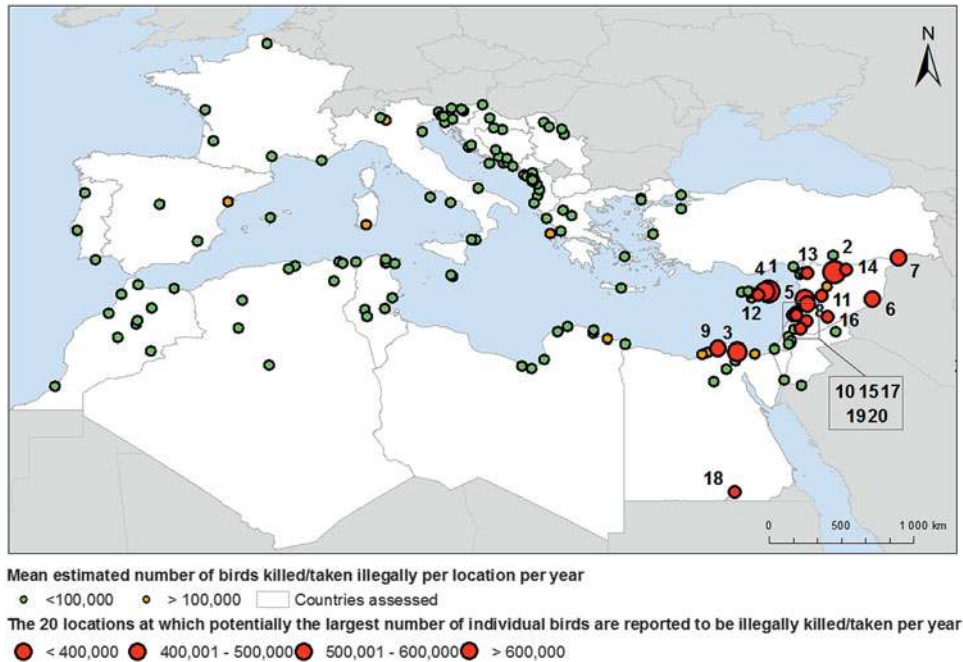 N
13
2
4 1
14
7
5
12
11
8
6
16
9 3
10 15 17
19 20
18
0 500 1 000 km
Mean estimated number of birds killed/taken illegally per location per year
<100,000 > 100,000 Countries assessed
The 20 locations at which potentially the largest number of individual birds are reported to be illegally killed/taken per year
< 400,000 400,001 - 500,000 500,001 - 600,000 > 600,000